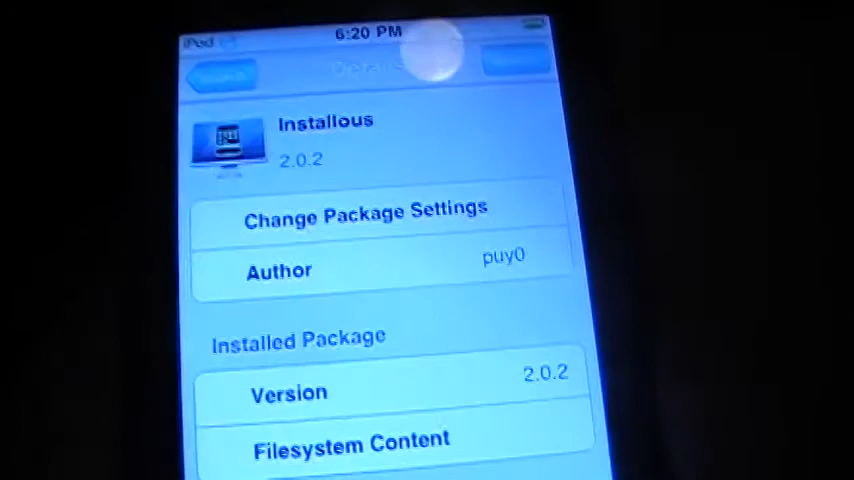 iPod
6:20 PM
Details
Installous
2.0.2
Change Package Settings
Author puy0
Installed Package
Version 2.0.2
Filesystem Content